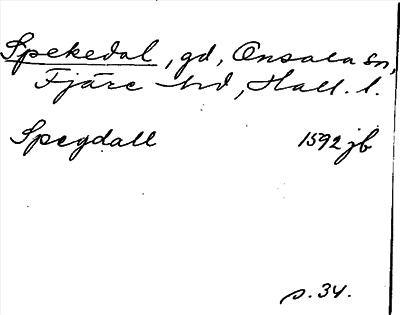 Spekedal, gd, Onsala sn,
Fjäre hd, Hall. l.
Spegdall 1592 jb
s. 34.